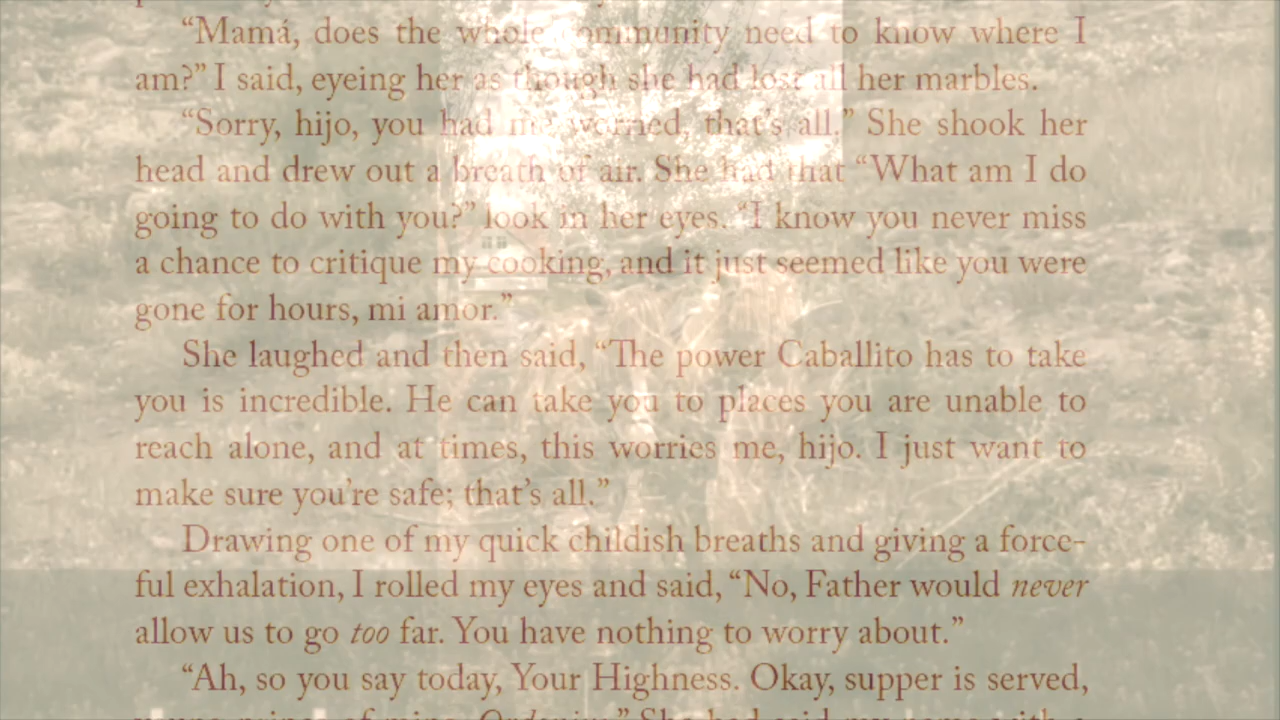 “Mamá, does the whole community need to know where I
am?” I said, eyeing her as though she had lost all her marbles.
“Sorry, hijo, you had me worried, that’s all.” She shook her
head and drew out a breath of air. She had that “What am I do
going to do with you?” look in her eyes. “I know you never miss
a chance to critique my cooking, and it just seemed like you were
gone for hours, mi amor.”
She laughed and then said, “The power Caballito has to take
you is incredible. He can take you to places you are unable to
reach alone, and at times, this worries me, hijo. I just want to
make sure you’re safe; that’s all.”
Drawing one of my quick childish breaths and giving a force-
ful exhalation, I rolled my eyes and said, “No, Father would never
allow us to go too far. You have nothing to worry about.”
“Ah, so you say today, Your Highness. Okay, supper is served,